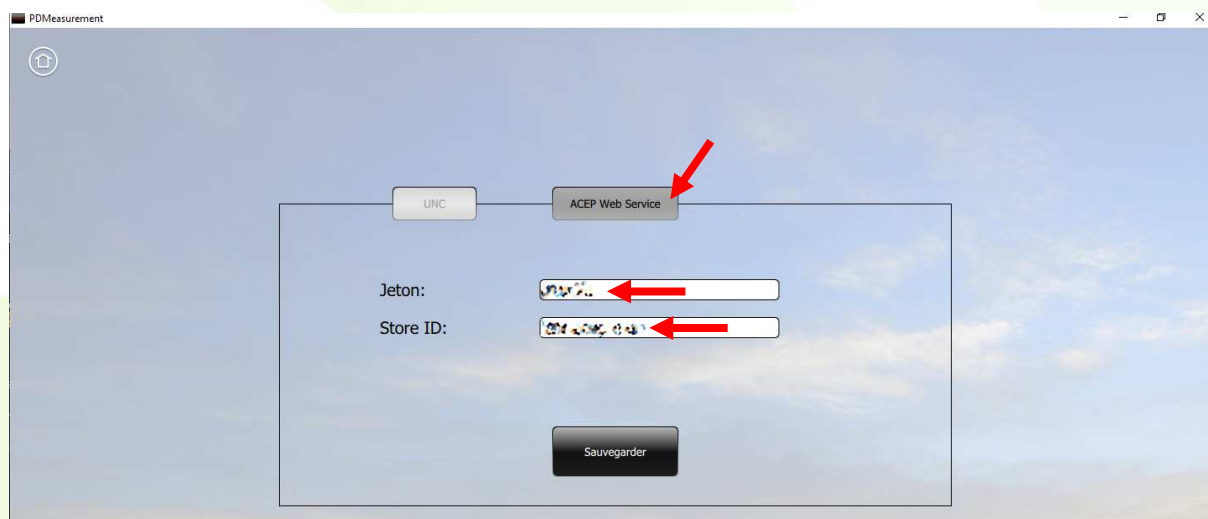 PDMeasurement
UNC
ACEP Web Service
Jeton:
Store ID:
Sauvegarder